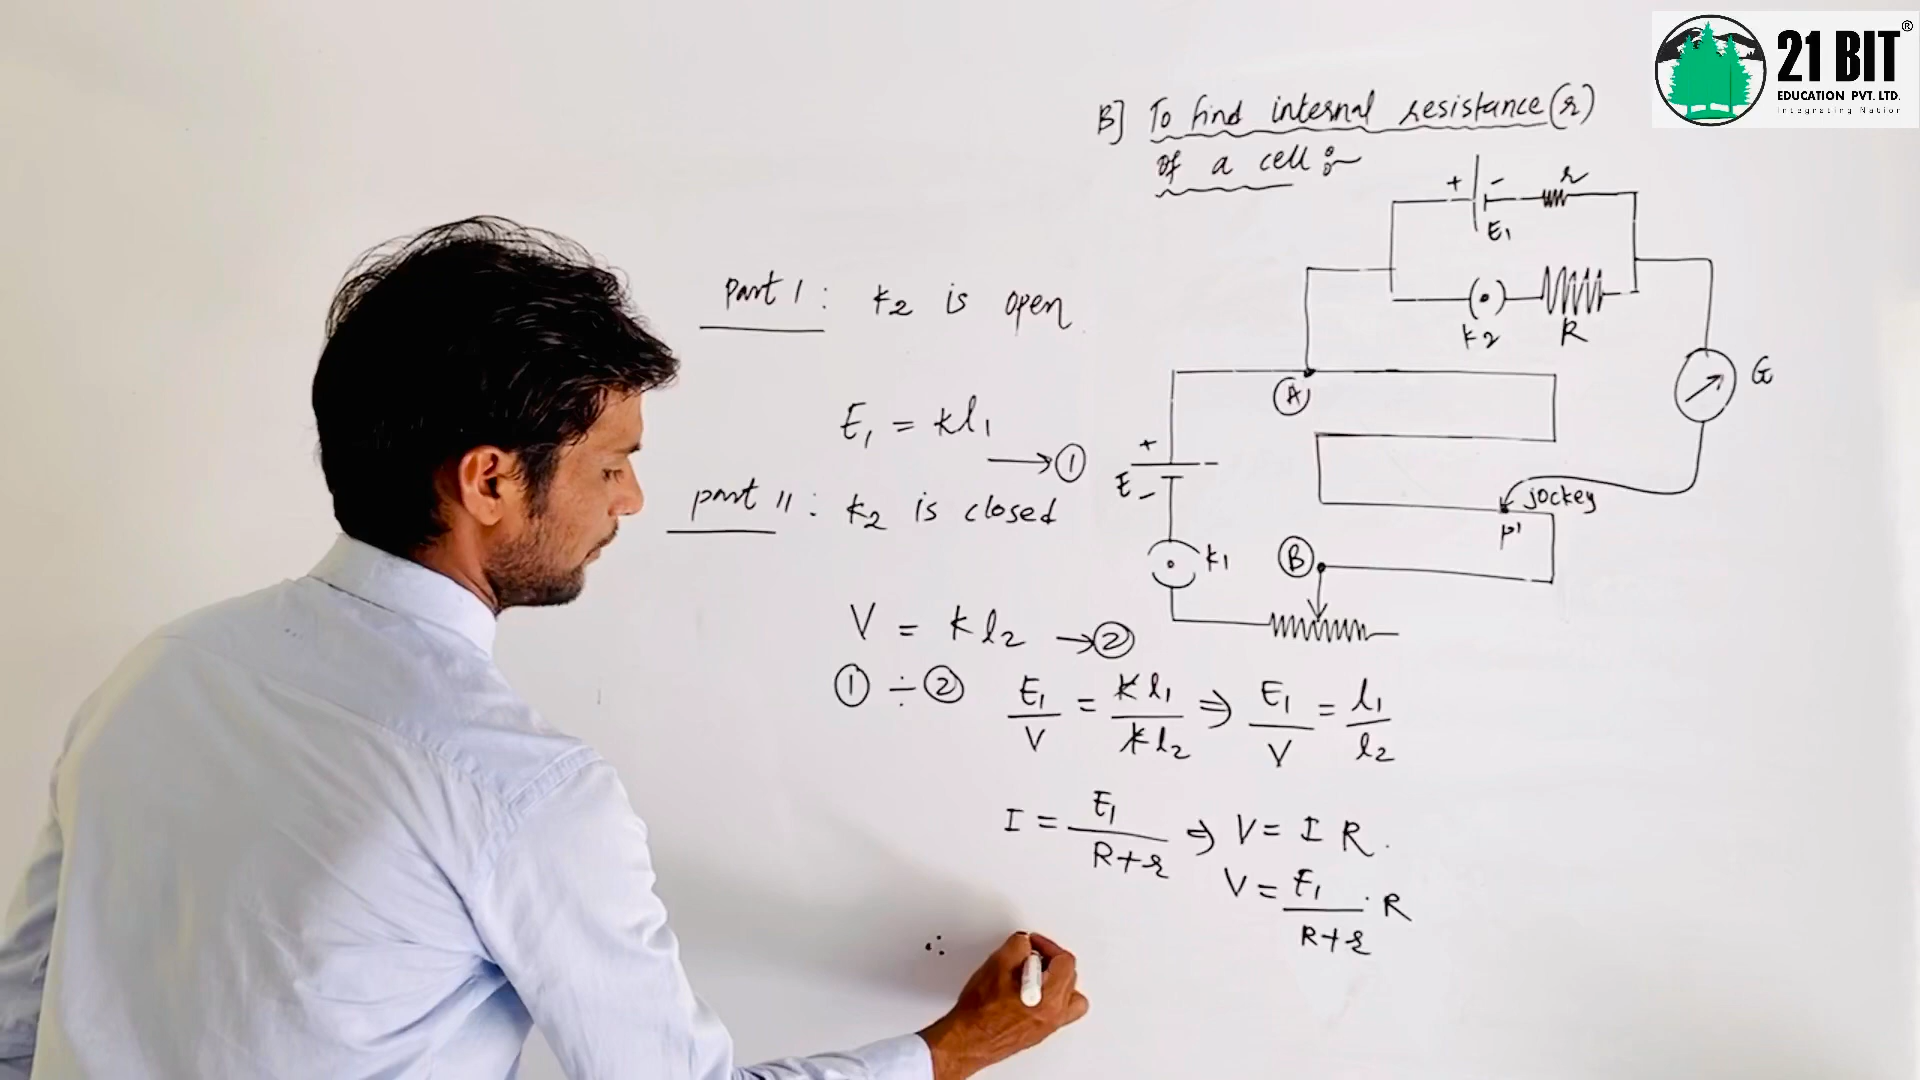 21 BIT®
EDUCATION PVT. LTD.
Integrating Nation
B] To find internal resistance (r)
of a cell :-
+ - r
E1
K2 R
G
A
+
E -
K1
B
jockey
p'
part I : K2 is open
E1 = kl1 → ①
part II : K2 is closed
V = kl2 → ②
① ÷ ② E1/V = kl1/kl2 ⇒ E1/V = l1/l2
I = E1/R+r ⇒ V = I R.
V = E1/R+r · R
∴